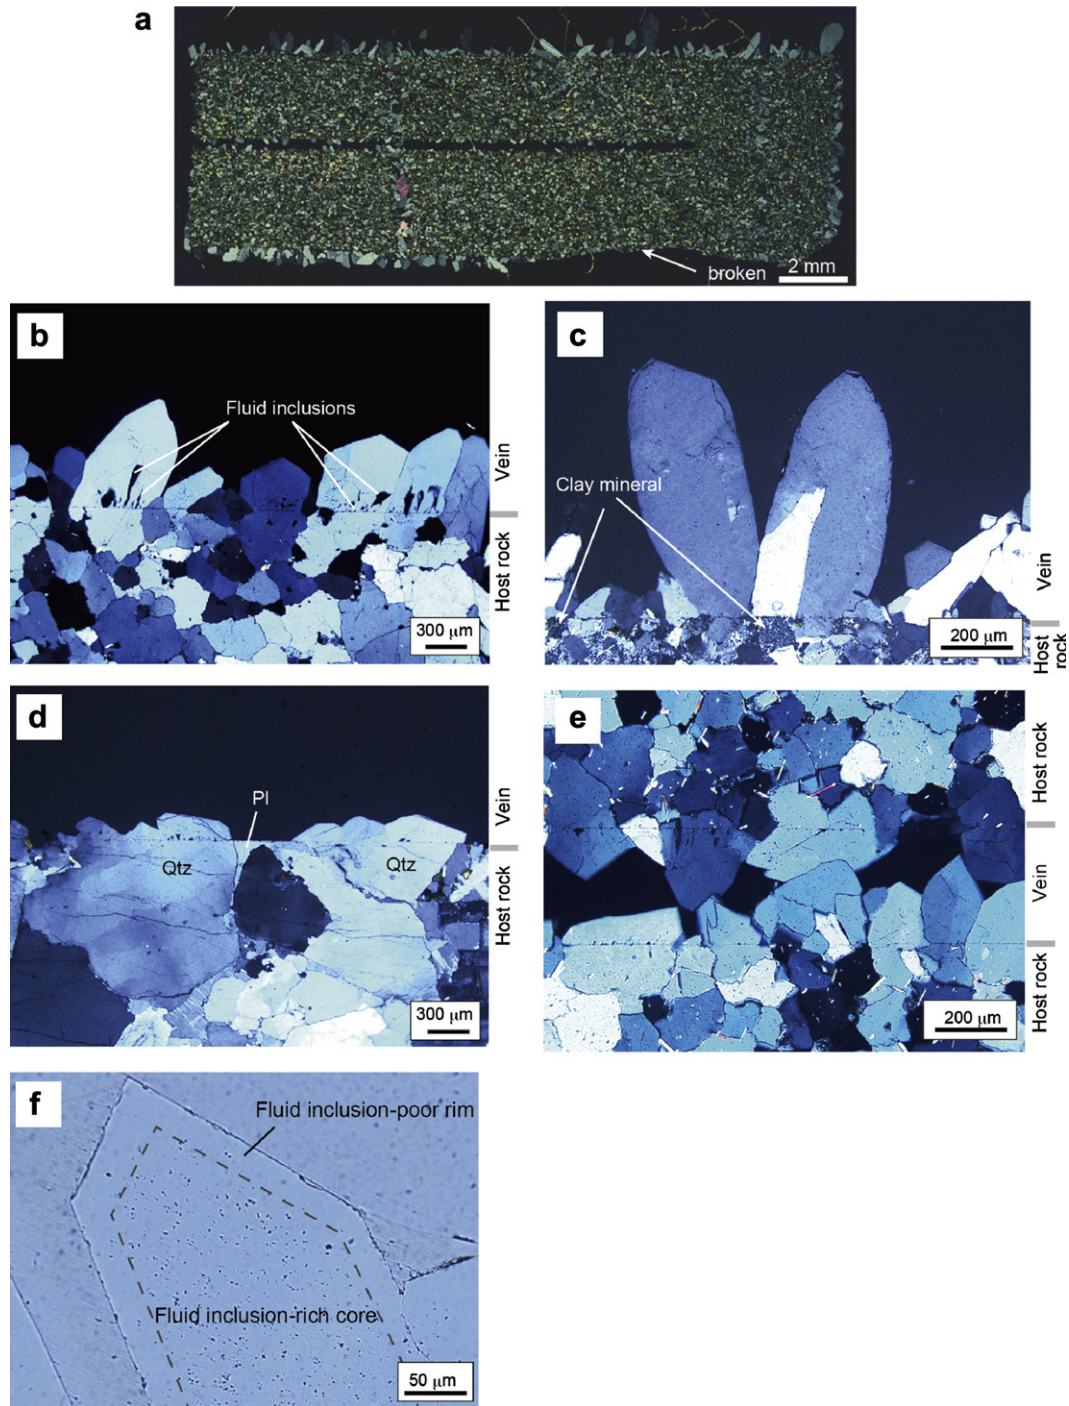 a
broken
2 mm
b
Fluid inclusions
Vein
Host rock
300 μm
c
Clay mineral
Vein
Host
rock
200 μm
d
Pl
Qtz
Qtz
Vein
Host rock
300 μm
e
Host rock
Vein
Host rock
200 μm
f
Fluid inclusion-poor rim
Fluid inclusion-rich core
50 μm